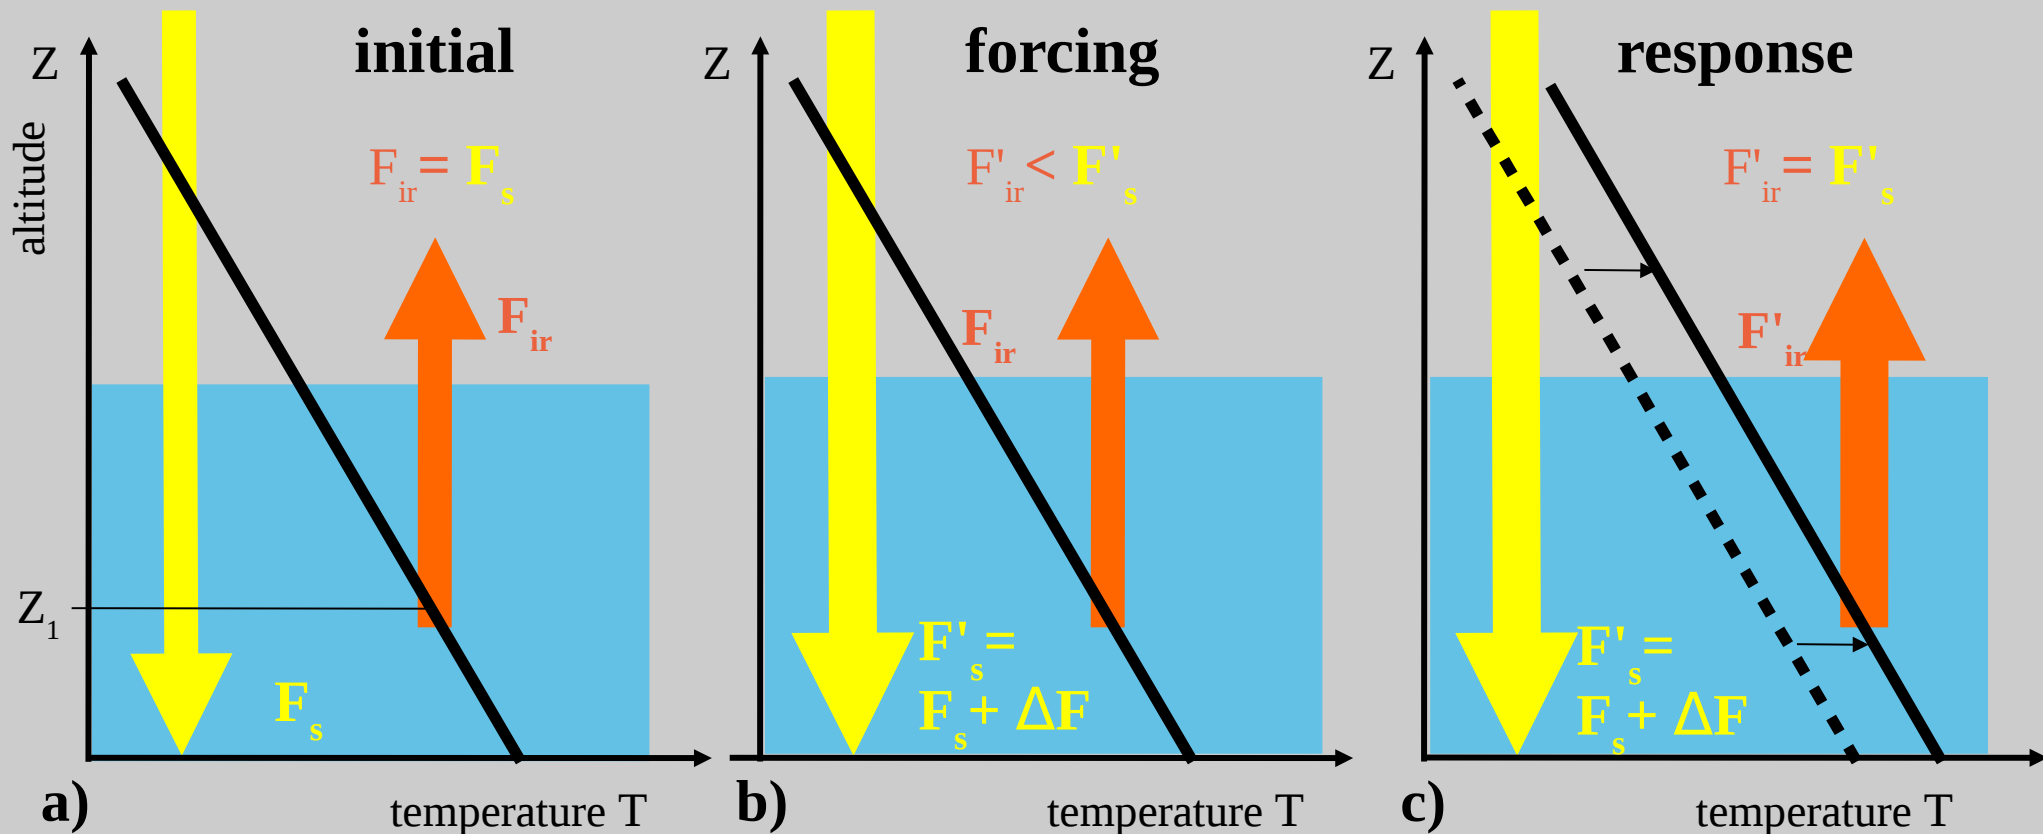 initial
Z
altitude
F_ir = F_s
F_ir
Z_1
F_s
a)
temperature T
forcing
Z
F'_ir < F'_s
F_ir
F'_s =
F_s + ΔF
b)
temperature T
response
Z
F'_ir = F'_s
F'_ir
F'_s =
F_s + ΔF
c)
temperature T